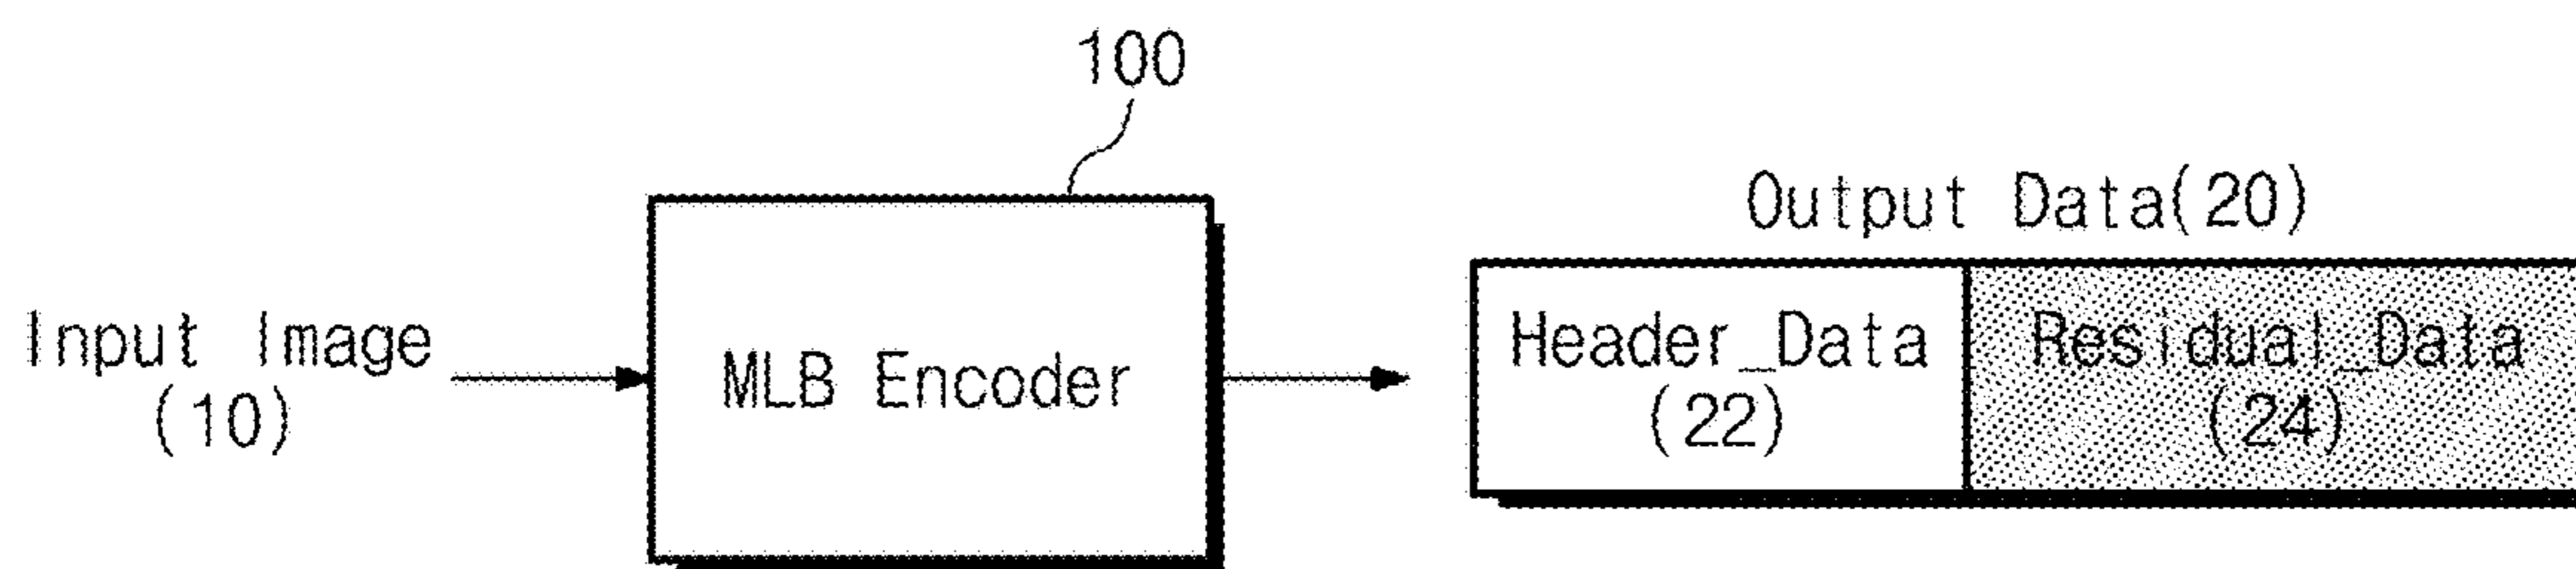 100
Output Data(20)
Input Image
(10)
MLB Encoder
Header_Data
(22)
Residual_Data
(24)